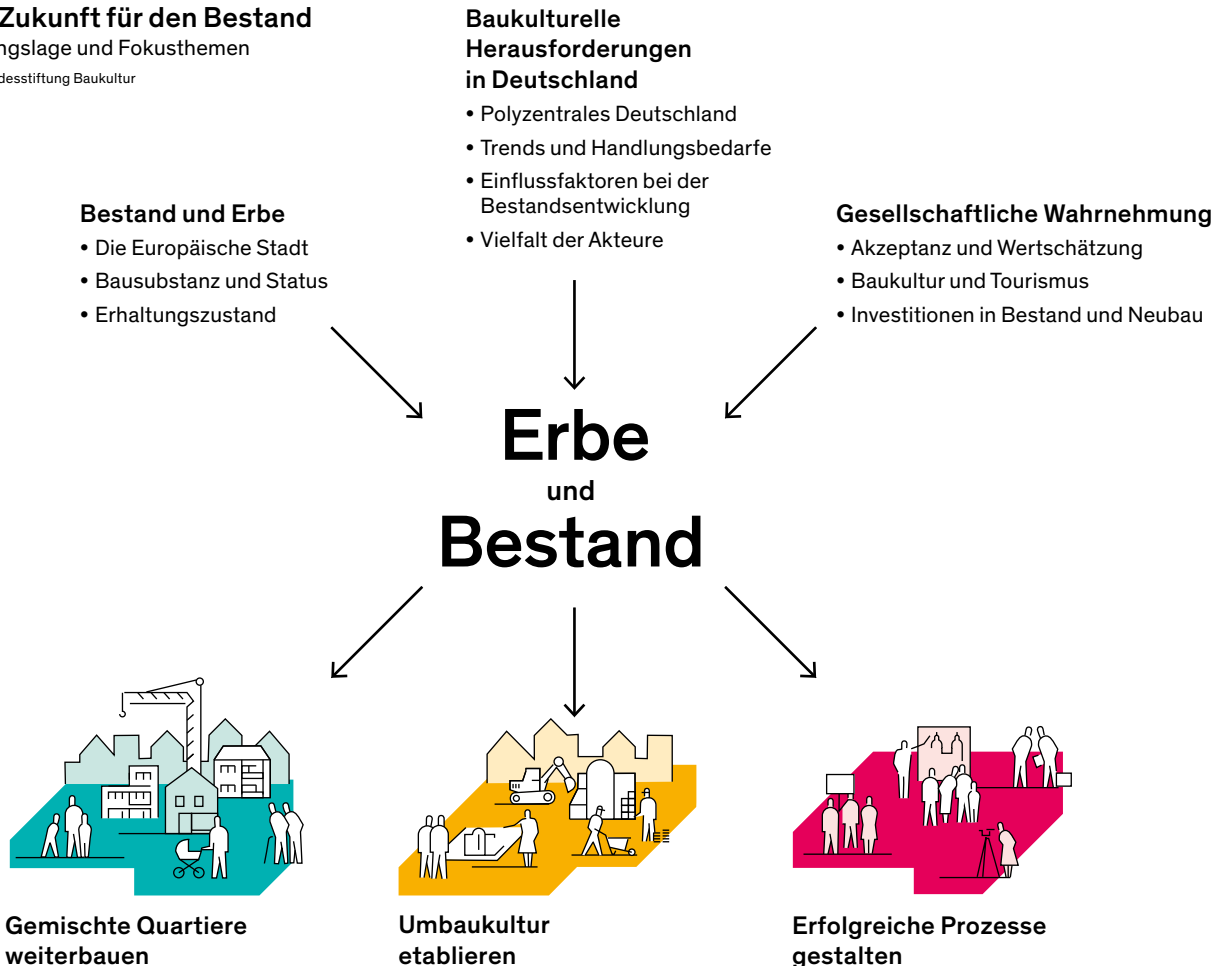 Zukunft für den Bestand
ngslage und Fokusthemen
desstiftung Baukultur
Baukulturelle
Herausforderungen
in Deutschland
• Polyzentrales Deutschland
• Trends und Handlungsbedarfe
• Einflussfaktoren bei der
Bestandsentwicklung
• Vielfalt der Akteure
Bestand und Erbe
• Die Europäische Stadt
• Bausubstanz und Status
• Erhaltungszustand
Gesellschaftliche Wahrnehmung
• Akzeptanz und Wertschätzung
• Baukultur und Tourismus
• Investitionen in Bestand und Neubau
Erbe
und
Bestand
Gemischte Quartiere
weiterbauen
Umbaukultur
etablieren
Erfolgreiche Prozesse
gestalten